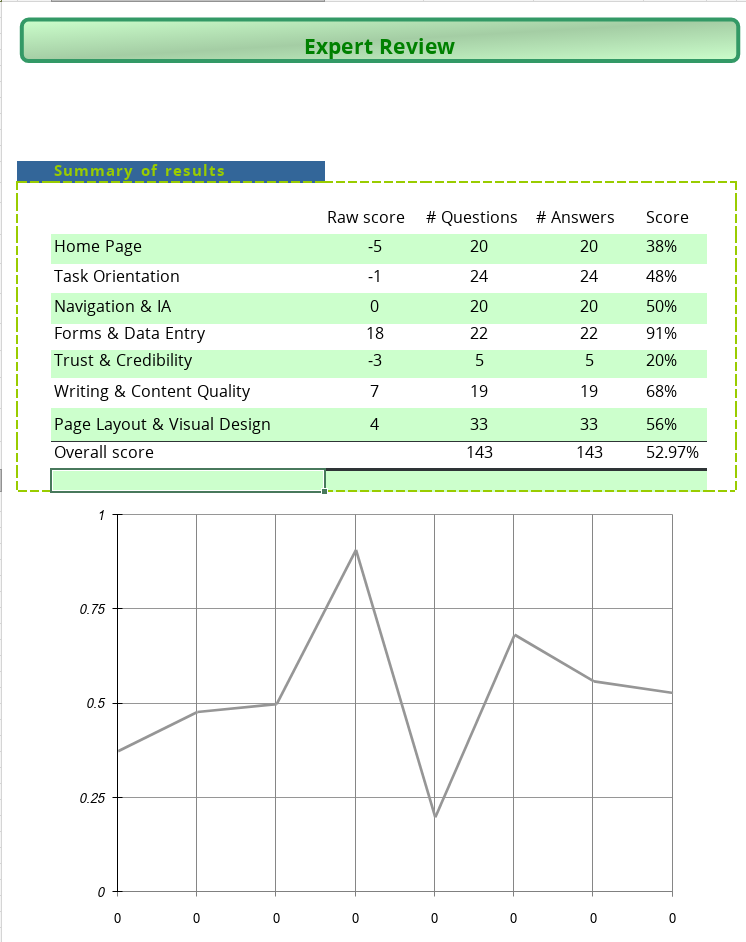 Expert Review
Summary of results
Raw score # Questions # Answers Score
Home Page -5 20 20 38%
Task Orientation -1 24 24 48%
Navigation & IA 0 20 20 50%
Forms & Data Entry 18 22 22 91%
Trust & Credibility -3 5 5 20%
Writing & Content Quality 7 19 19 68%
Page Layout & Visual Design 4 33 33 56%
Overall score 143 143 52.97%
1
0.75
0.5
0.25
0
0 0 0 0 0 0 0 0